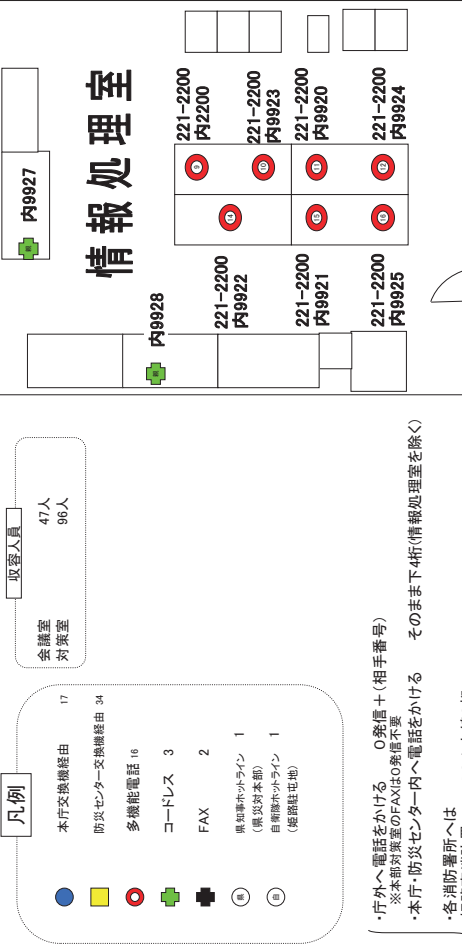 凡例
本庁交換機経由 17
防災センター交換機経由 34
多機能電話 16
コードレス 3
FAX 2
県 県知事ホットライン 1
(県災対本部)
自 自衛隊ホットライン 1
(姫路駐屯地)
収容人員
会議室 47人
対策室 96人
・庁外へ電話をかける 0発信+(相手番号)
※本部対策室のFAXは0発信不要
・本庁・防災センター内へ電話をかける そのまま下4桁(情報処理室を除く)
・各消防署所へは
内9927
情報処理室
内9928
221-2200
内2200
221-2200
内9923
221-2200
内9920
221-2200
内9924
9
10
11
12
14
15
16
221-2200
内9922
221-2200
内9921
221-2200
内9925